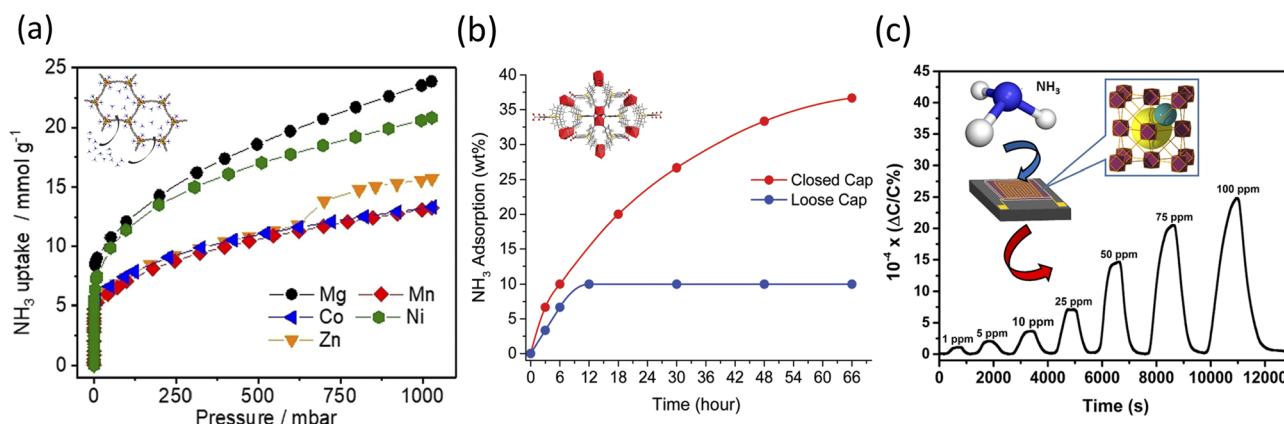 (a)
25
20
15
10
5
0
NH₃ uptake / mmol g⁻¹
Mg
Mn
Co
Ni
Zn
0 250 500 750 1000
Pressure / mbar
(b)
40
35
30
25
20
15
10
5
0
NH₃ Adsorption (wt%)
Closed Cap
Loose Cap
0 6 12 18 24 30 36 42 48 54 60 66
Time (hour)
(c)
45
40
35
30
25
20
15
10
5
0
10⁻⁴ x (ΔC/C%)
NH₃
1 ppm
5 ppm
10 ppm
25 ppm
50 ppm
75 ppm
100 ppm
0 2000 4000 6000 8000 10000 12000
Time (s)